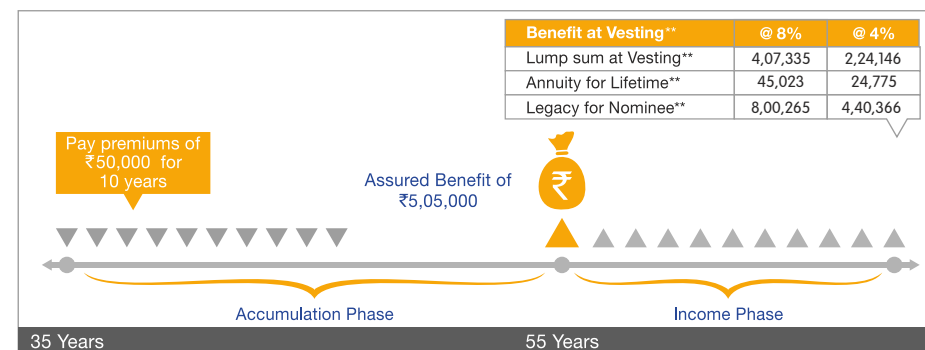 Benefit at Vesting** @ 8% @ 4%
Lump sum at Vesting** 4,07,335 2,24,146
Annuity for Lifetime** 45,023 24,775
Legacy for Nominee** 8,00,265 4,40,366
Pay premiums of
₹50,000 for
10 years
Assured Benefit of
₹5,05,000
₹
Accumulation Phase
Income Phase
35 Years
55 Years